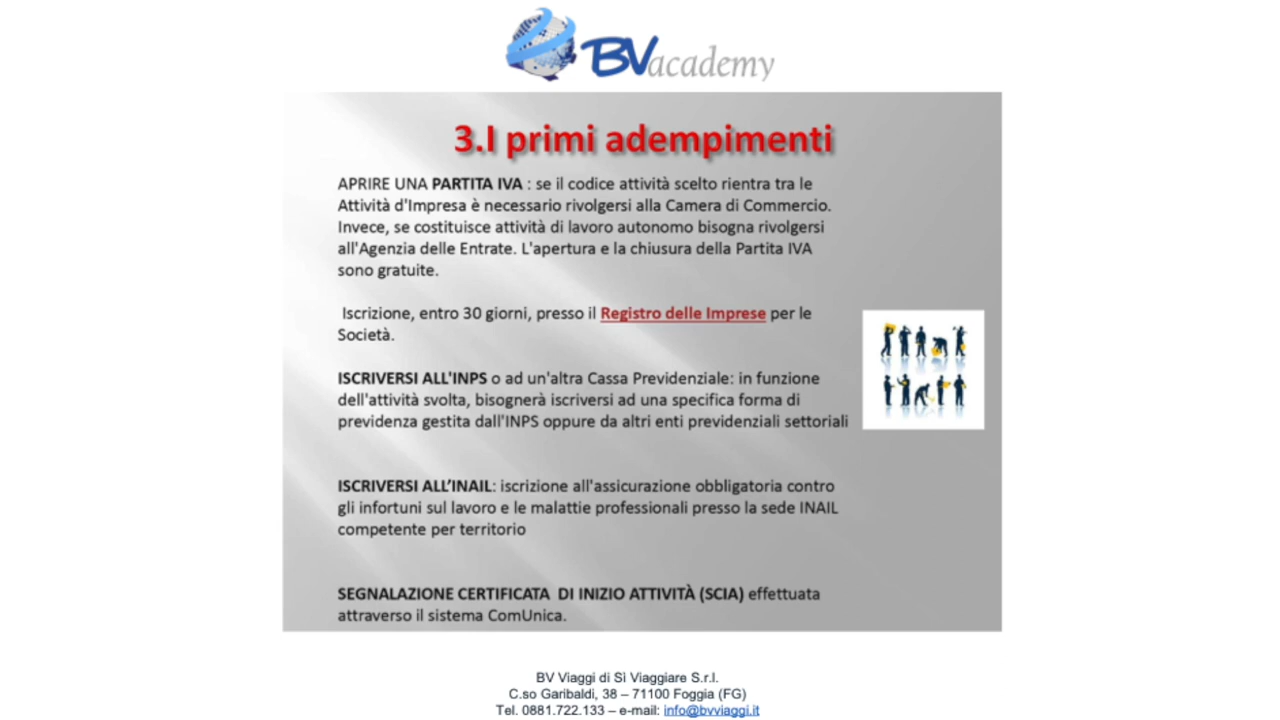 BVacademy
3.I primi adempimenti
APRIRE UNA PARTITA IVA : se il codice attività scelto rientra tra le
Attività d'Impresa è necessario rivolgersi alla Camera di Commercio.
Invece, se costituisce attività di lavoro autonomo bisogna rivolgersi
all'Agenzia delle Entrate. L'apertura e la chiusura della Partita IVA
sono gratuite.
Iscrizione, entro 30 giorni, presso il Registro delle Imprese per le
Società.
ISCRIVERSI ALL'INPS o ad un'altra Cassa Previdenziale: in funzione
dell'attività svolta, bisognerà iscriversi ad una specifica forma di
previdenza gestita dall'INPS oppure da altri enti previdenziali settoriali
ISCRIVERSI ALL’INAIL: iscrizione all'assicurazione obbligatoria contro
gli infortuni sul lavoro e le malattie professionali presso la sede INAIL
competente per territorio
SEGNALAZIONE CERTIFICATA DI INIZIO ATTIVITÀ (SCIA) effettuata
attraverso il sistema ComUnica.
BV Viaggi di Sì Viaggiare S.r.l.
C.so Garibaldi, 38 – 71100 Foggia (FG)
Tel. 0881.722.133 – e-mail: info@bvviaggi.it